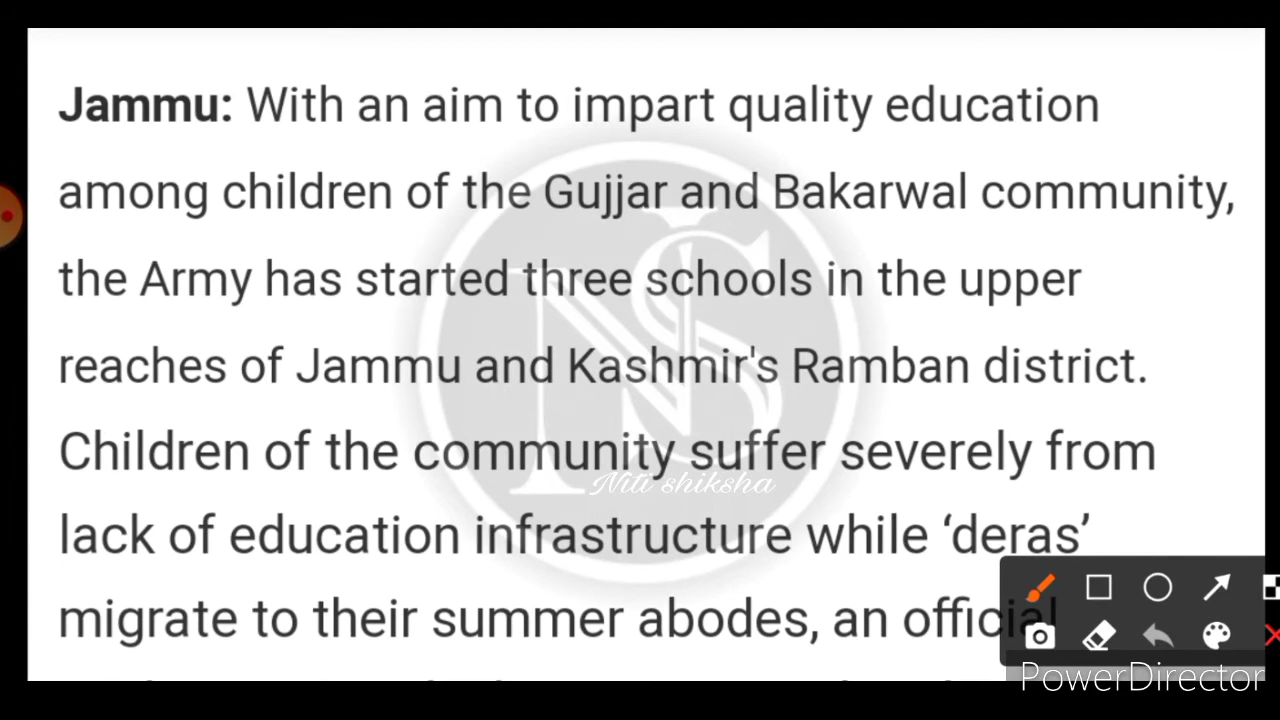 Jammu: With an aim to impart quality education
among children of the Gujjar and Bakarwal community,
the Army has started three schools in the upper
reaches of Jammu and Kashmir's Ramban district.
Children of the community suffer severely from
lack of education infrastructure while ‘deras’
migrate to their summer abodes, an official
NS
Niti shiksha
PowerDirector